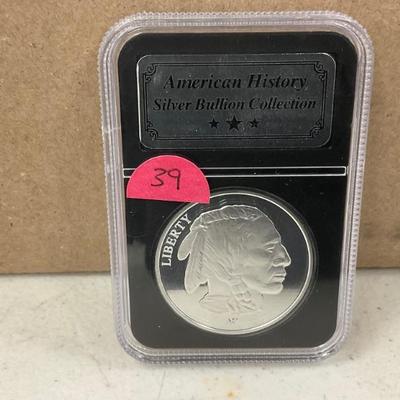 American History
Silver Bullion Collection
39
LIBERTY